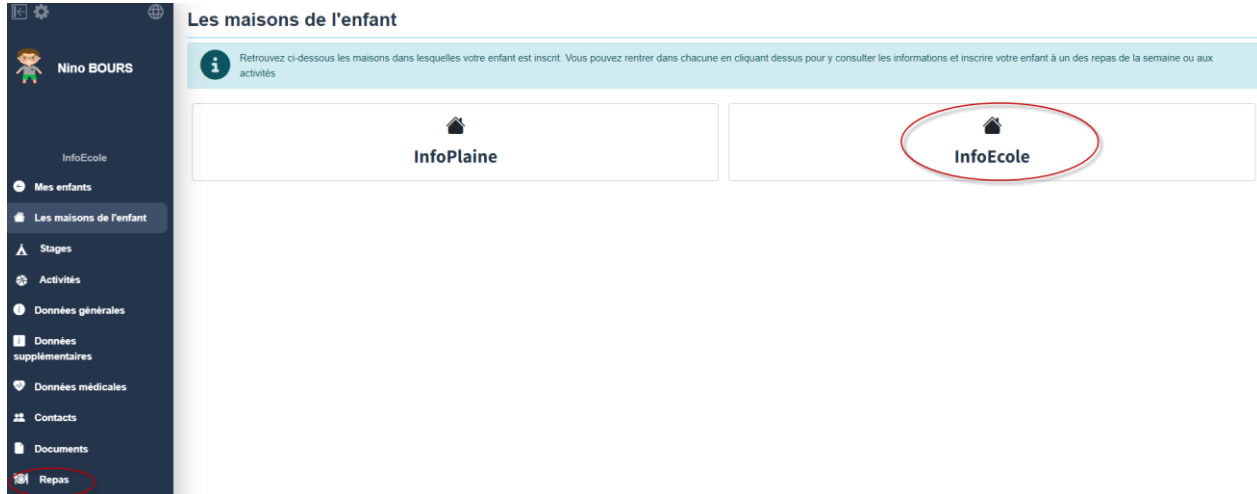 Nino BOURS
InfoEcole
Mes enfants
Les maisons de l'enfant
Stages
Activités
Données générales
Données
supplémentaires
Données médicales
Contacts
Documents
Repas
Les maisons de l'enfant
Retrouvez ci-dessous les maisons dans lesquelles votre enfant est inscrit. Vous pouvez rentrer dans chacune en cliquant dessus pour y consulter les informations et inscrire votre enfant à un des repas de la semaine ou aux
activités
InfoPlaine
InfoEcole